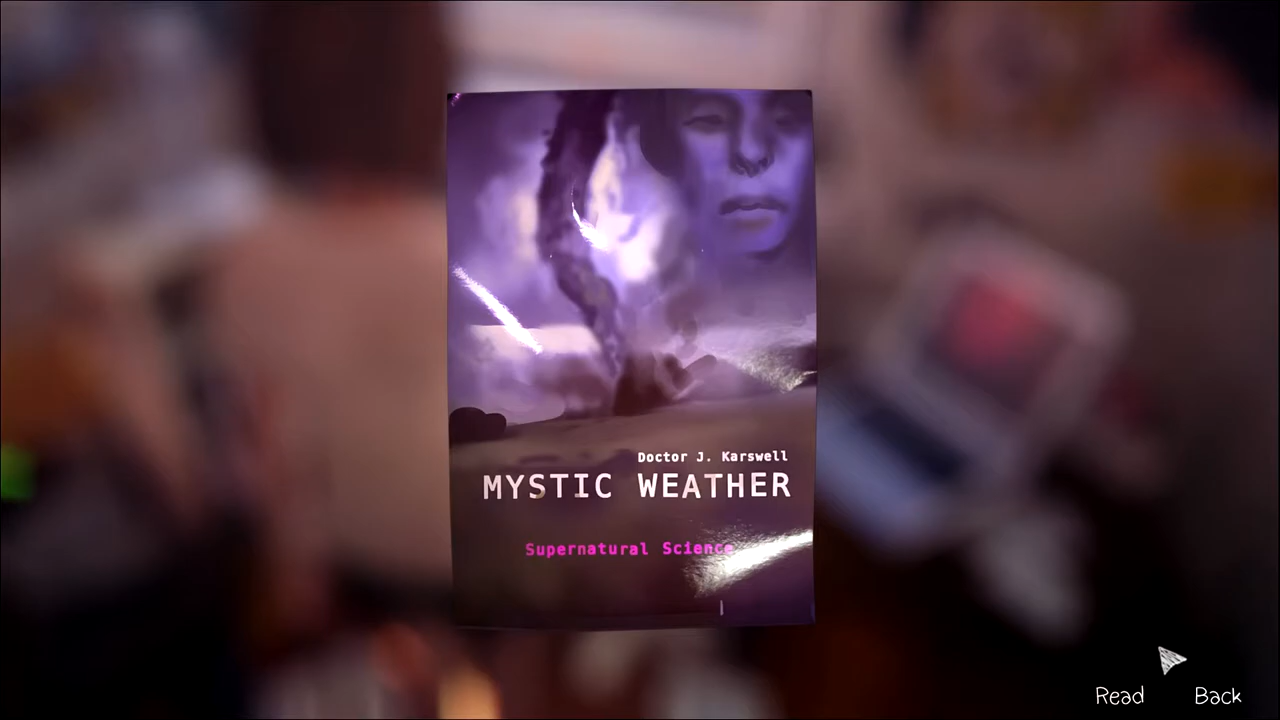 Doctor J. Karswell
MYSTIC WEATHER
Supernatural Science
Read
Back